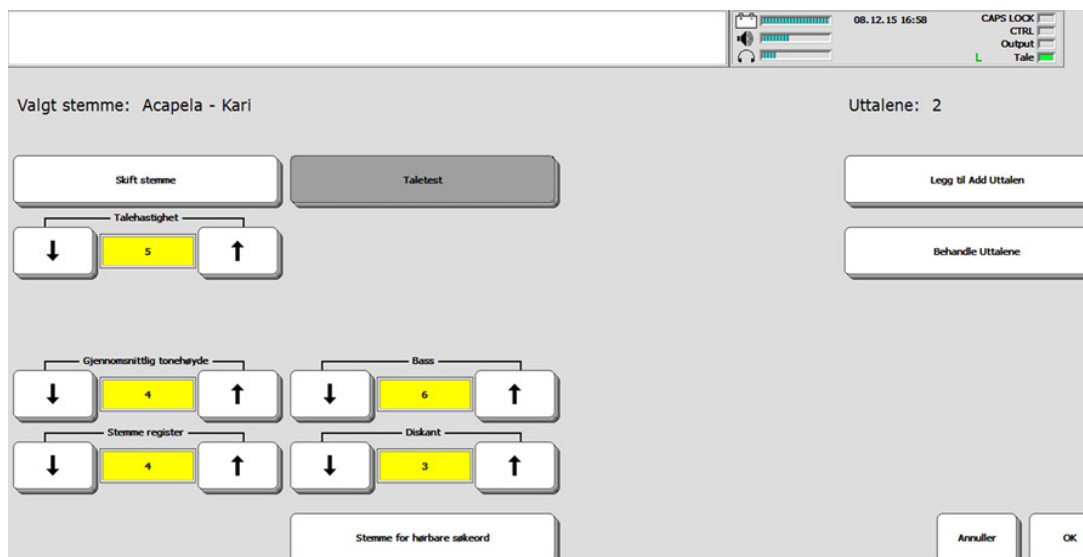 08.12.15 16:58
CAPS LOCK
CTRL
Output
L Tale
Valgt stemme: Acapela - Kari
Uttalene: 2
Skift stemme
Taletest
Legg til Add Uttalen
Talehastighet
5
Behandle Uttalene
Gjennomsnittlig tonehøyde
Bass
4
6
Stemme register
Diskant
4
3
Stemme for hørbare søkeord
Annuller
OK